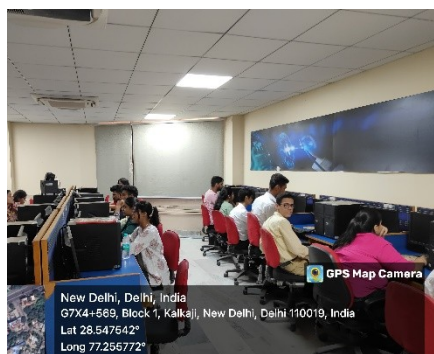 GPS Map Camera
New Delhi, Delhi, India
G7X4+569, Block 1, Kalkaji, New Delhi, Delhi 110019, India
Lat 28.547642°
Long 77.255772°